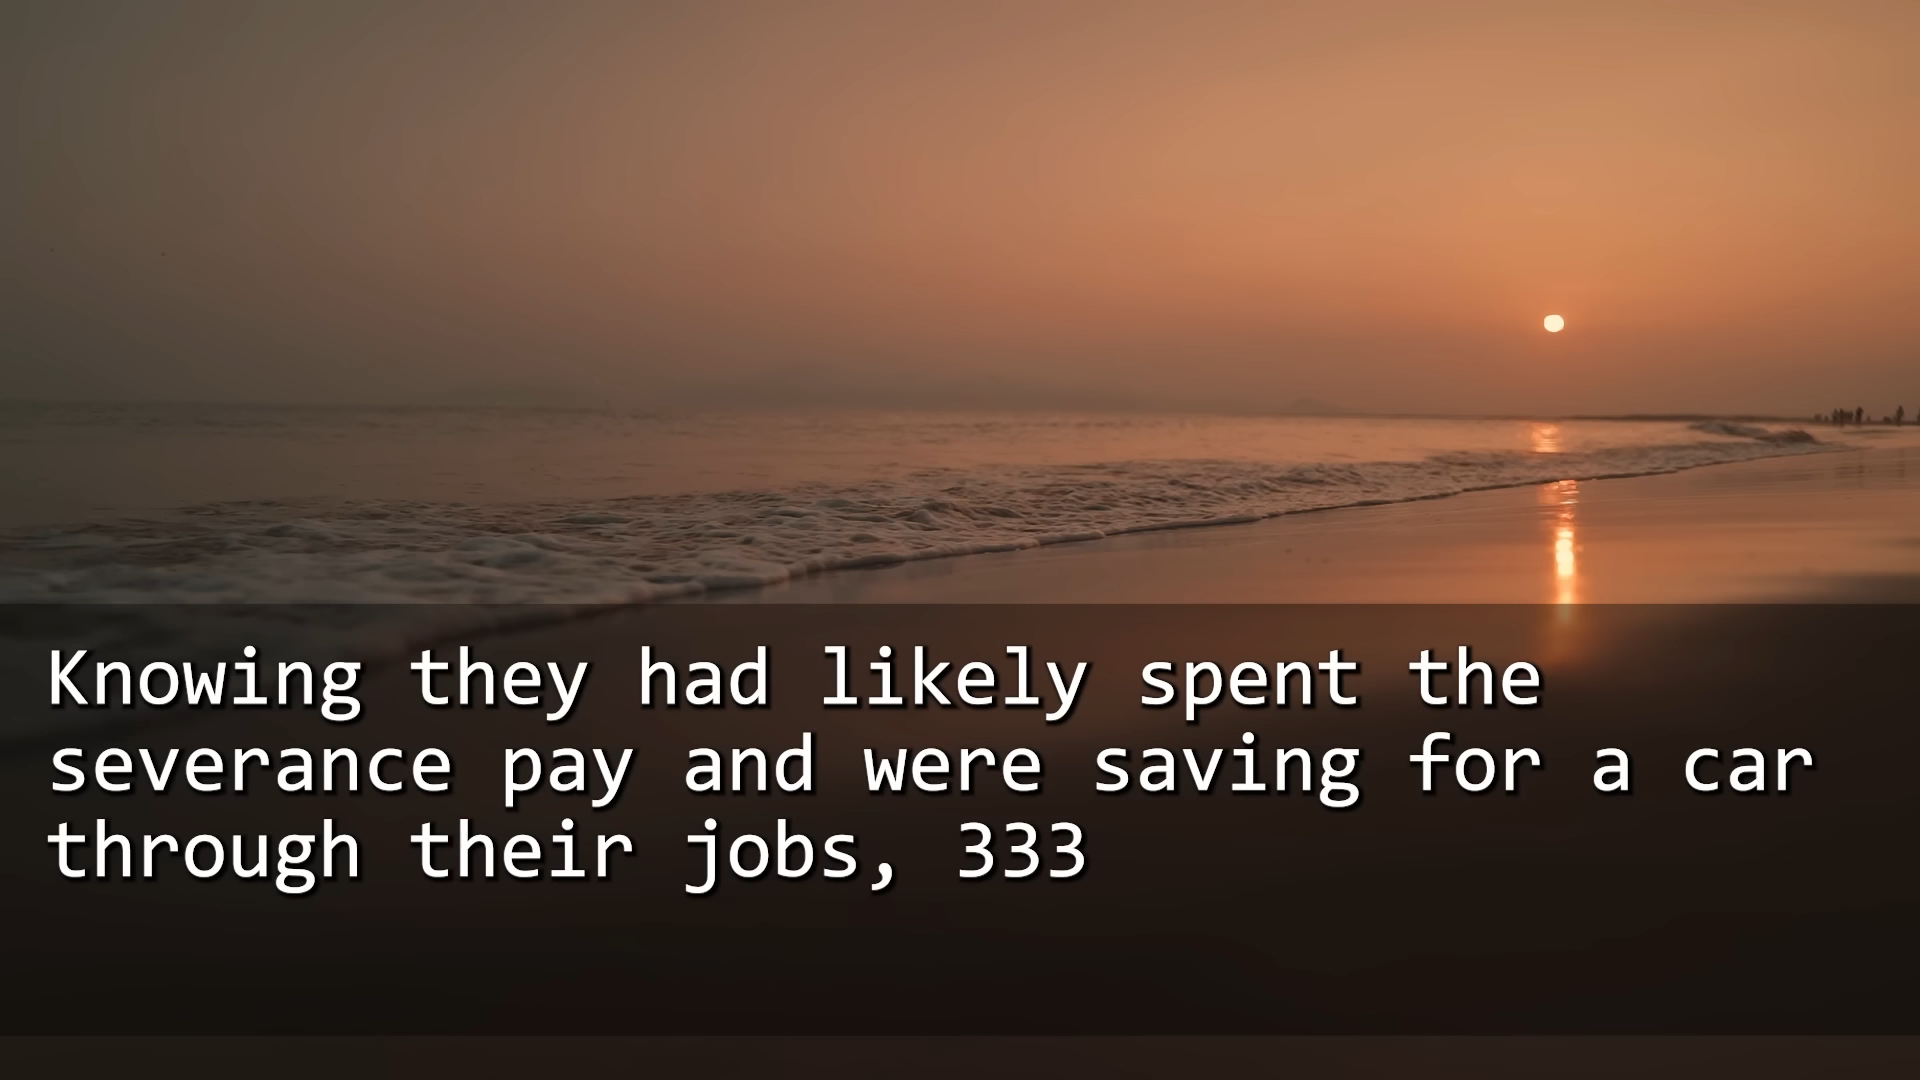 Knowing they had likely spent the
severance pay and were saving for a car
through their jobs, 333